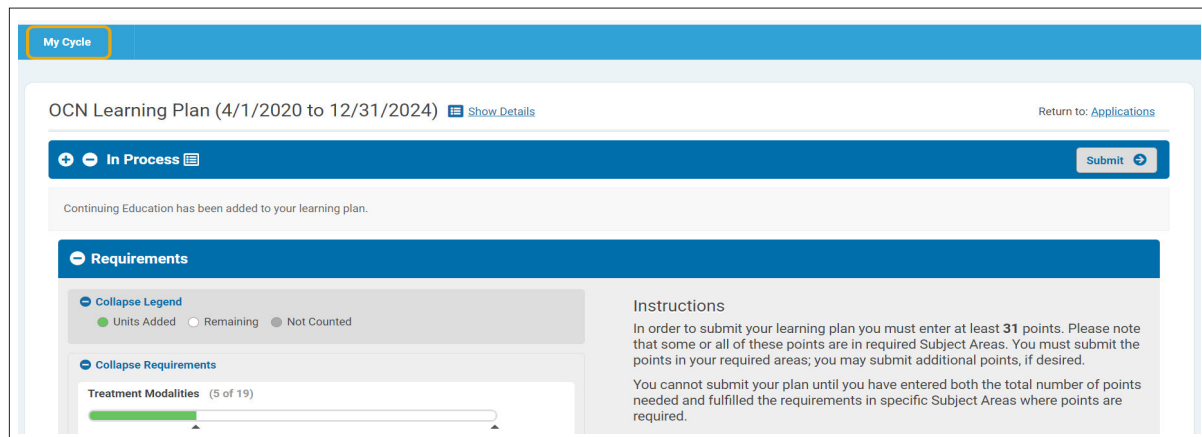 My Cycle
OCN Learning Plan (4/1/2020 to 12/31/2024) Show Details
Return to: Applications
In Process
Submit
Continuing Education has been added to your learning plan.
Requirements
Collapse Legend
Units Added Remaining Not Counted
Collapse Requirements
Treatment Modalities (5 of 19)
Instructions
In order to submit your learning plan you must enter at least 31 points. Please note
that some or all of these points are in required Subject Areas. You must submit the
points in your required areas; you may submit additional points, if desired.
You cannot submit your plan until you have entered both the total number of points
needed and fulfilled the requirements in specific Subject Areas where points are
required.